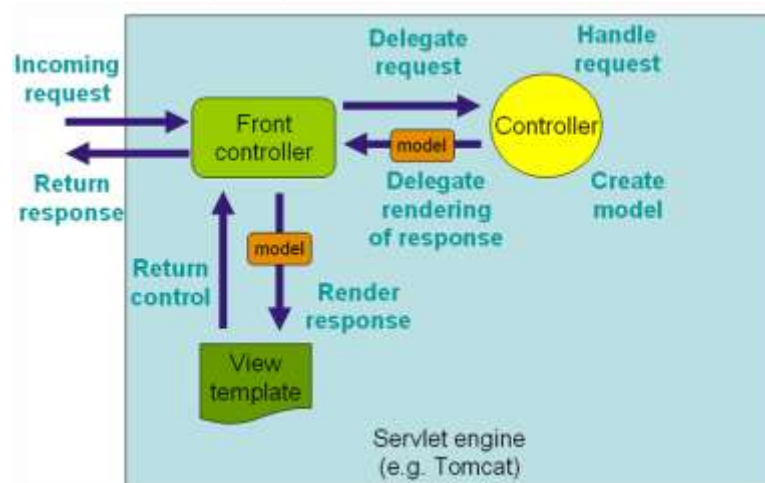 Incoming
request
Return
response
Front
controller
Delegate
request
Handle
request
Controller
model
Delegate
rendering
of response
Create
model
model
Return
control
Render
response
View
template
Servlet engine
(e.g. Tomcat)